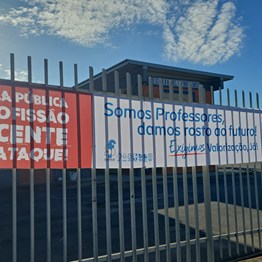 A PÚBLICA
OFISSÃO
CENTE
ATAQUE!
Somos Professores,
damos rosto ao futuro!
Exigimos Valorização, Já!